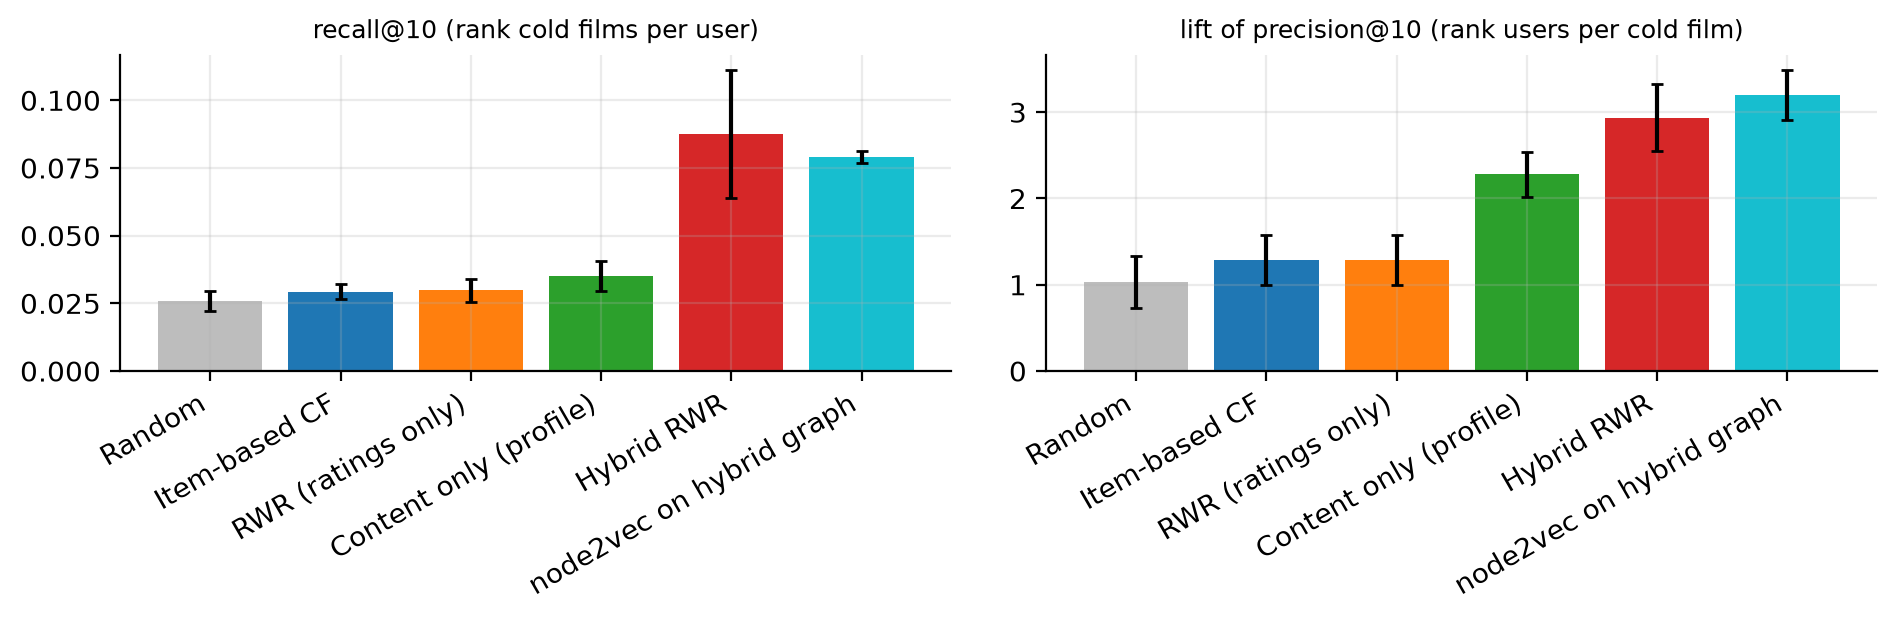 recall@10 (rank cold films per user)
0.100
0.075
0.050
0.025
0.000
Random
Item-based CF
RWR (ratings only)
Content only (profile)
Hybrid RWR
node2vec on hybrid graph
lift of precision@10 (rank users per cold film)
3
2
1
0
Random
Item-based CF
RWR (ratings only)
Content only (profile)
Hybrid RWR
node2vec on hybrid graph